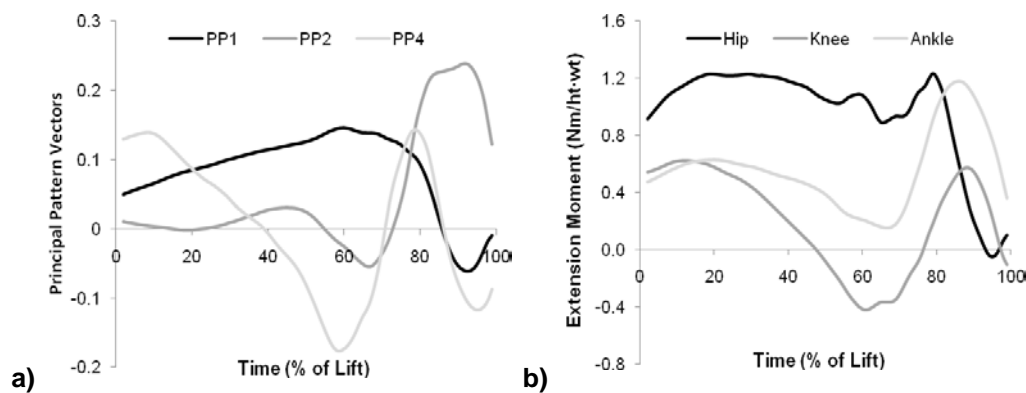 0.3
PP1 PP2 PP4
0.2
0.1
0
-0.1
-0.2
0 20 40 60 80 100
Principal Pattern Vectors
Time (% of Lift)
a)
1.6
Hip Knee Ankle
1.2
0.8
0.4
0.0
-0.4
-0.8
0 20 40 60 80 100
Extension Moment (Nm/ht·wt)
Time (% of Lift)
b)